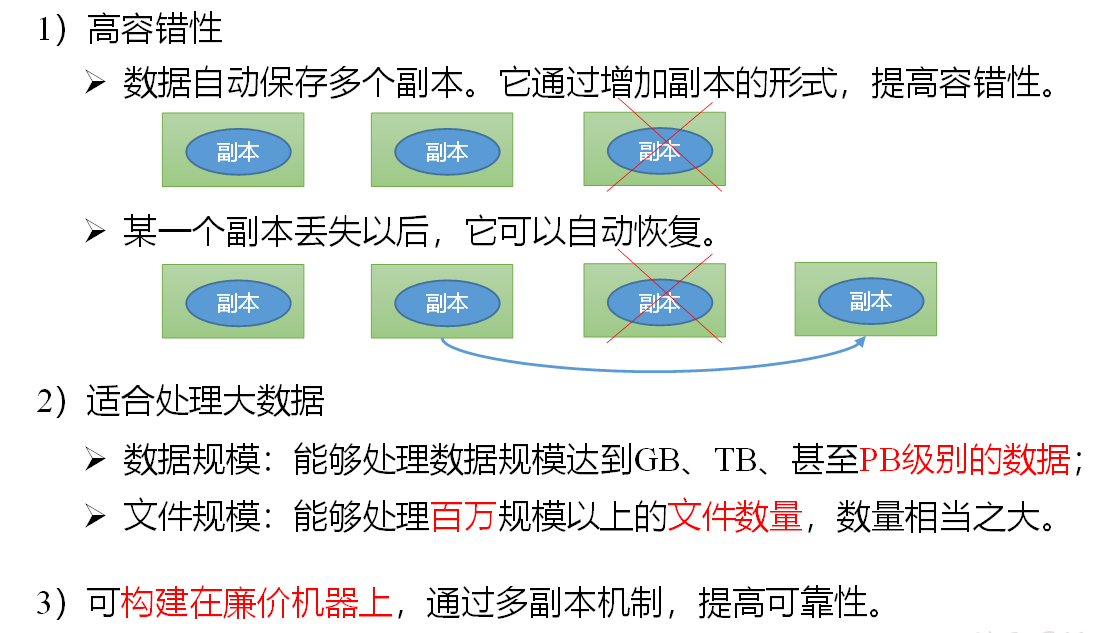 1）高容错性
➢ 数据自动保存多个副本。它通过增加副本的形式，提高容错性。
副本 副本 副本
➢ 某一个副本丢失以后，它可以自动恢复。
副本 副本 副本 副本
2）适合处理大数据
➢ 数据规模：能够处理数据规模达到GB、TB、甚至PB级别的数据；
➢ 文件规模：能够处理百万规模以上的文件数量，数量相当之大。
3）可构建在廉价机器上，通过多副本机制，提高可靠性。